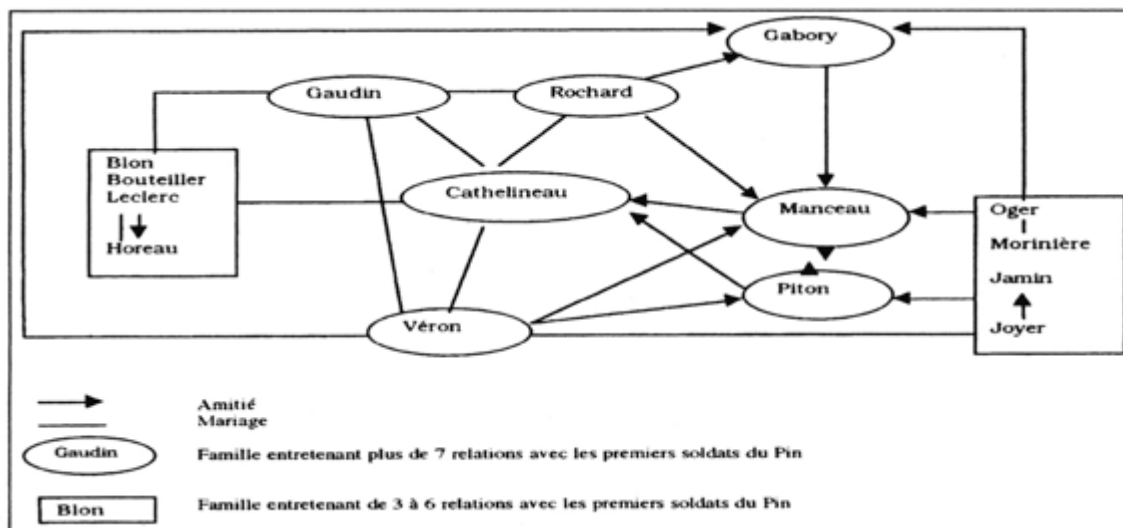 Gabory
Gaudin
Rochard
Blon
Bouteiller
Leclerc
Horeau
Cathelineau
Manceau
Oger
Morinière
Jamin
Joyer
Piton
Véron
Amitié
Mariage
Gaudin
Famille entretenant plus de 7 relations avec les premiers soldats du Pin
Blon
Famille entretenant de 3 à 6 relations avec les premiers soldats du Pin